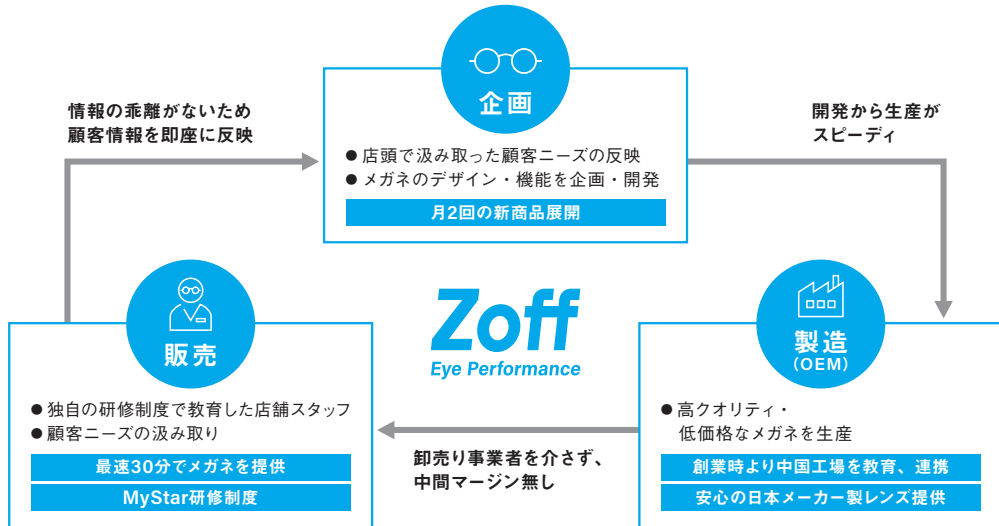 企画
● 店頭で汲み取った顧客ニーズの反映
● メガネのデザイン・機能を企画・開発
月2回の新商品展開
情報の乖離がないため
顧客情報を即座に反映
開発から生産が
スピーディ
Zoff
Eye Performance
販売
● 独自の研修制度で教育した店舗スタッフ
● 顧客ニーズの汲み取り
最速30分でメガネを提供
MyStar研修制度
卸売り事業者を介さず、
中間マージン無し
製造
(OEM)
● 高クオリティ・
低価格なメガネを生産
創業時より中国工場を教育、連携
安心の日本メーカー製レンズ提供